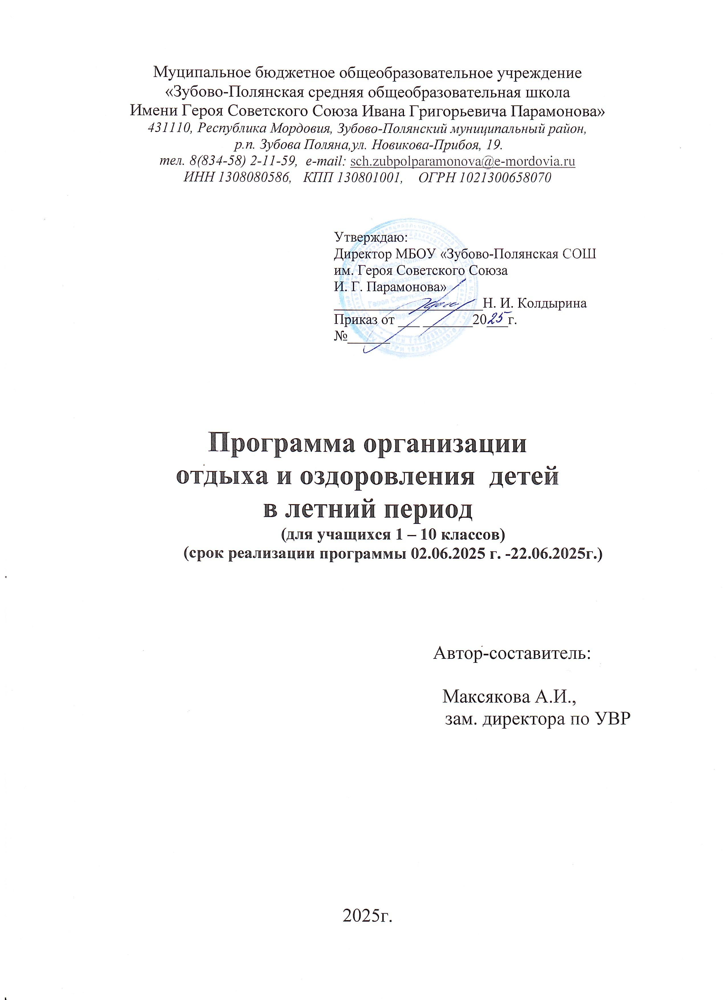 Муципальное бюджетное общеобразовательное учреждение
«Зубово-Полянская средняя общеобразовательная школа
Имени Героя Советского Союза Ивана Григорьевича Парамонова»
431110, Республика Мордовия, Зубово-Полянский муниципальный район,
р.п. Зубова Поляна,ул. Новикова-Прибоя, 19.
тел. 8(834-58) 2-11-59, e-mail: sch.zubpolparamonova@e-mordovia.ru
ИНН 1308080586, КПП 130801001, ОГРН 1021300658070
Утверждаю:
Директор МБОУ «Зубово-Полянская СОШ
им. Героя Советского Союза
И. Г. Парамонова»
_____________________Н. И. Колдырина
Приказ от ___ _______2025г.
№______
Программа организации
отдыха и оздоровления детей
в летний период
(для учащихся 1 – 10 классов)
(срок реализации программы 02.06.2025 г. -22.06.2025г.)
Автор-составитель:
Максякова А.И.,
зам. директора по УВР
2025г.